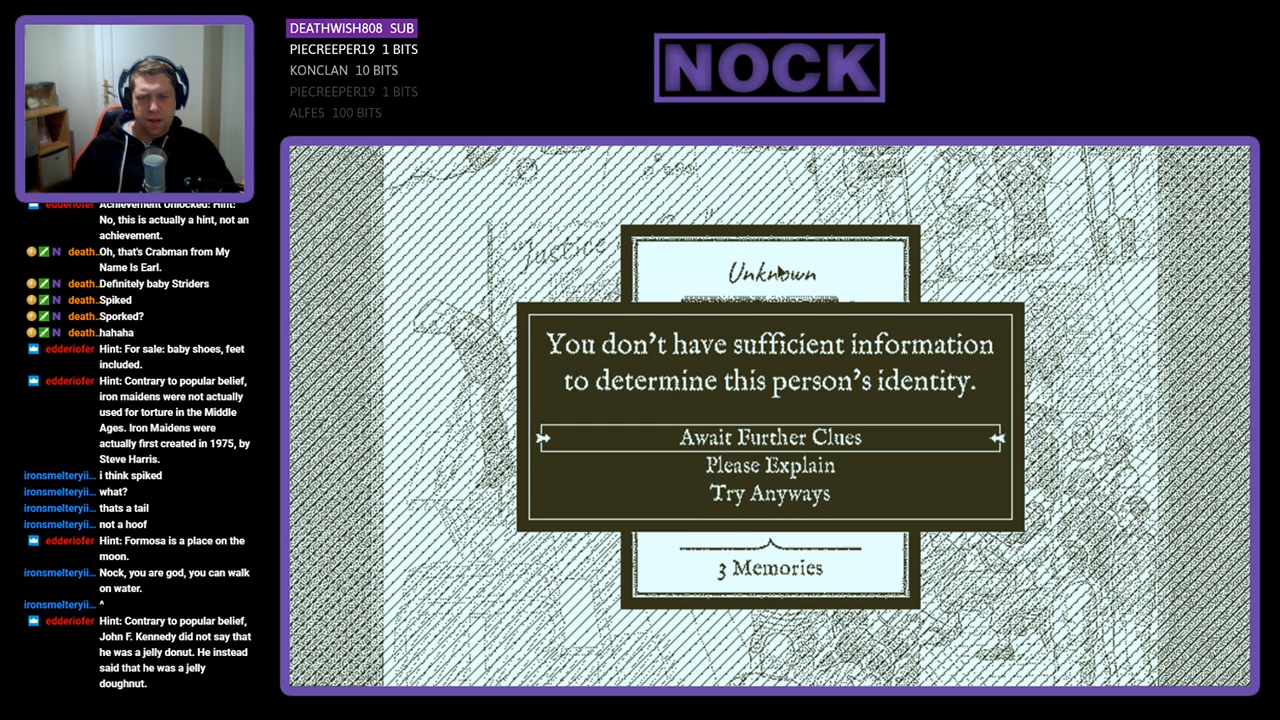 DEATHWISH808 SUB
PIECREEPER19 1 BITS
KONCLAN 10 BITS
PIECREEPER19 1 BITS
ALFE5 100 BITS
NOCK
edderiofer Achievement Unlocked: Hint:
No, this is actually a hint, not an
achievement.
N death... Oh, that's Crabman from My
Name Is Earl.
N death... Definitely baby Striders
N death... Spiked
N death... Sporked?
N death... hahaha
edderiofer Hint: For sale: baby shoes, feet
included.
edderiofer Hint: Contrary to popular belief,
iron maidens were not actually
used for torture in the Middle
Ages. Iron Maidens were
actually first created in 1975, by
Steve Harris.
ironsmelteryii... i think spiked
ironsmelteryii... what?
ironsmelteryii... thats a tail
ironsmelteryii... not a hoof
edderiofer Hint: Formosa is a place on the
moon.
ironsmelteryii... Nock, you are god, you can walk
on water.
ironsmelteryii... ^
edderiofer Hint: Contrary to popular belief,
John F. Kennedy did not say that
he was a jelly donut. He instead
said that he was a jelly
doughnut.
"Justice
Unknown
You don't have sufficient information
to determine this person's identity.
Await Further Clues
Please Explain
Try Anyways
3 Memories